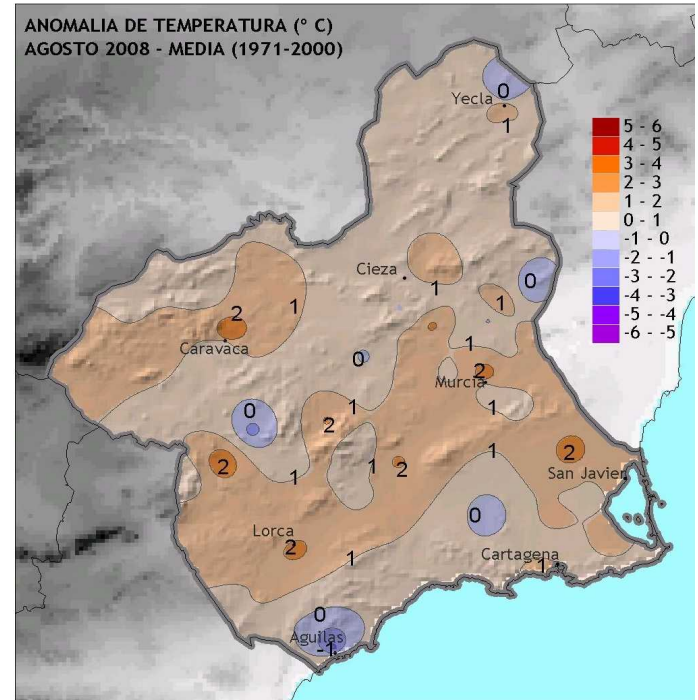 ANOMALIA DE TEMPERATURA (° C)
AGOSTO 2008 - MEDIA (1971-2000)
0
Yecla
1
5 - 6
4 - 5
3 - 4
2 - 3
1 - 2
0 - 1
-1 - 0
-2 - -1
-3 - -2
-4 - -3
-5 - -4
-6 - -5
Cieza
0
1
1
1
2
Caravaca
1
0
2
Murcia
1
1
0
2
1
2
1
2
1
2
San Javier
0
Lorca
2
1
Cartagena
1
0
Aguilas
-1